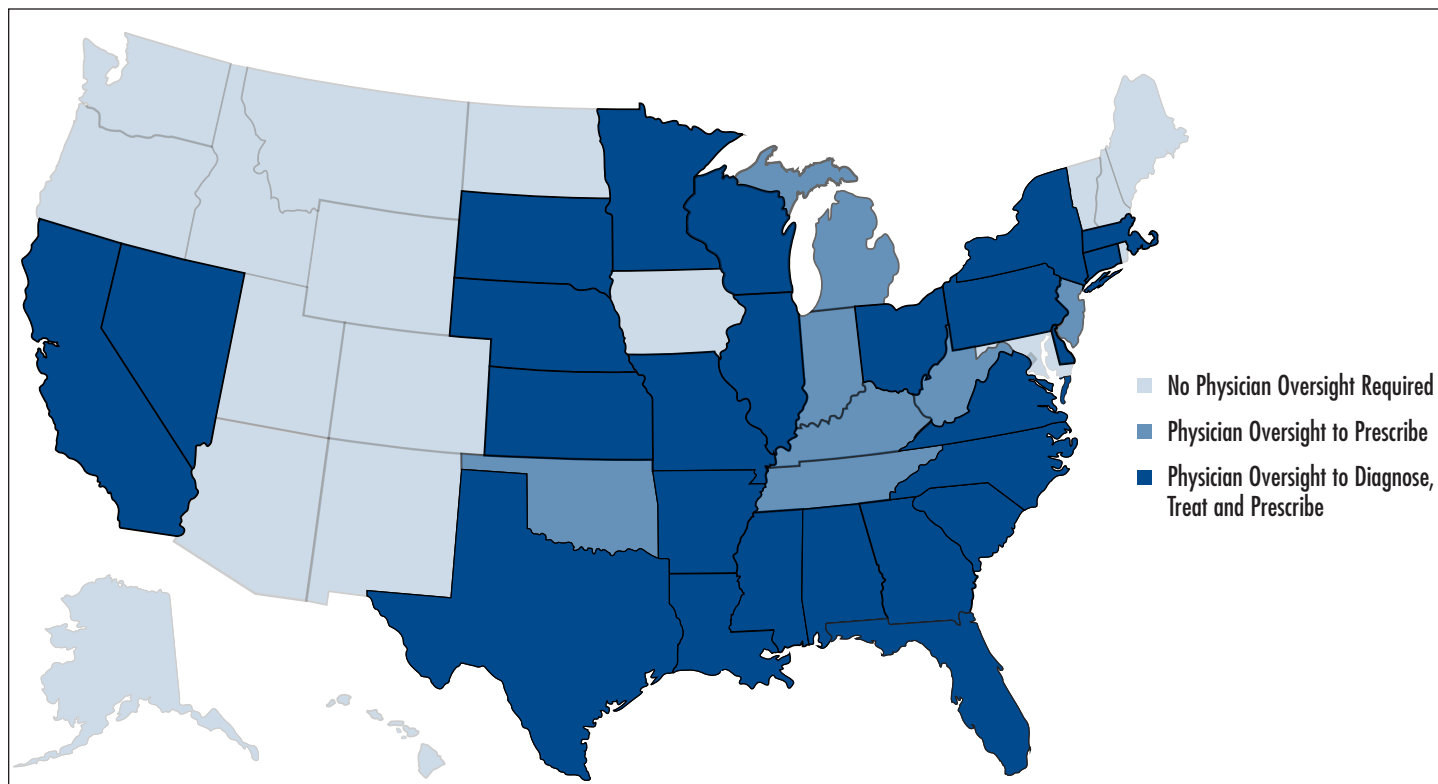 No Physician Oversight Required
Physician Oversight to Prescribe
Physician Oversight to Diagnose,
Treat and Prescribe